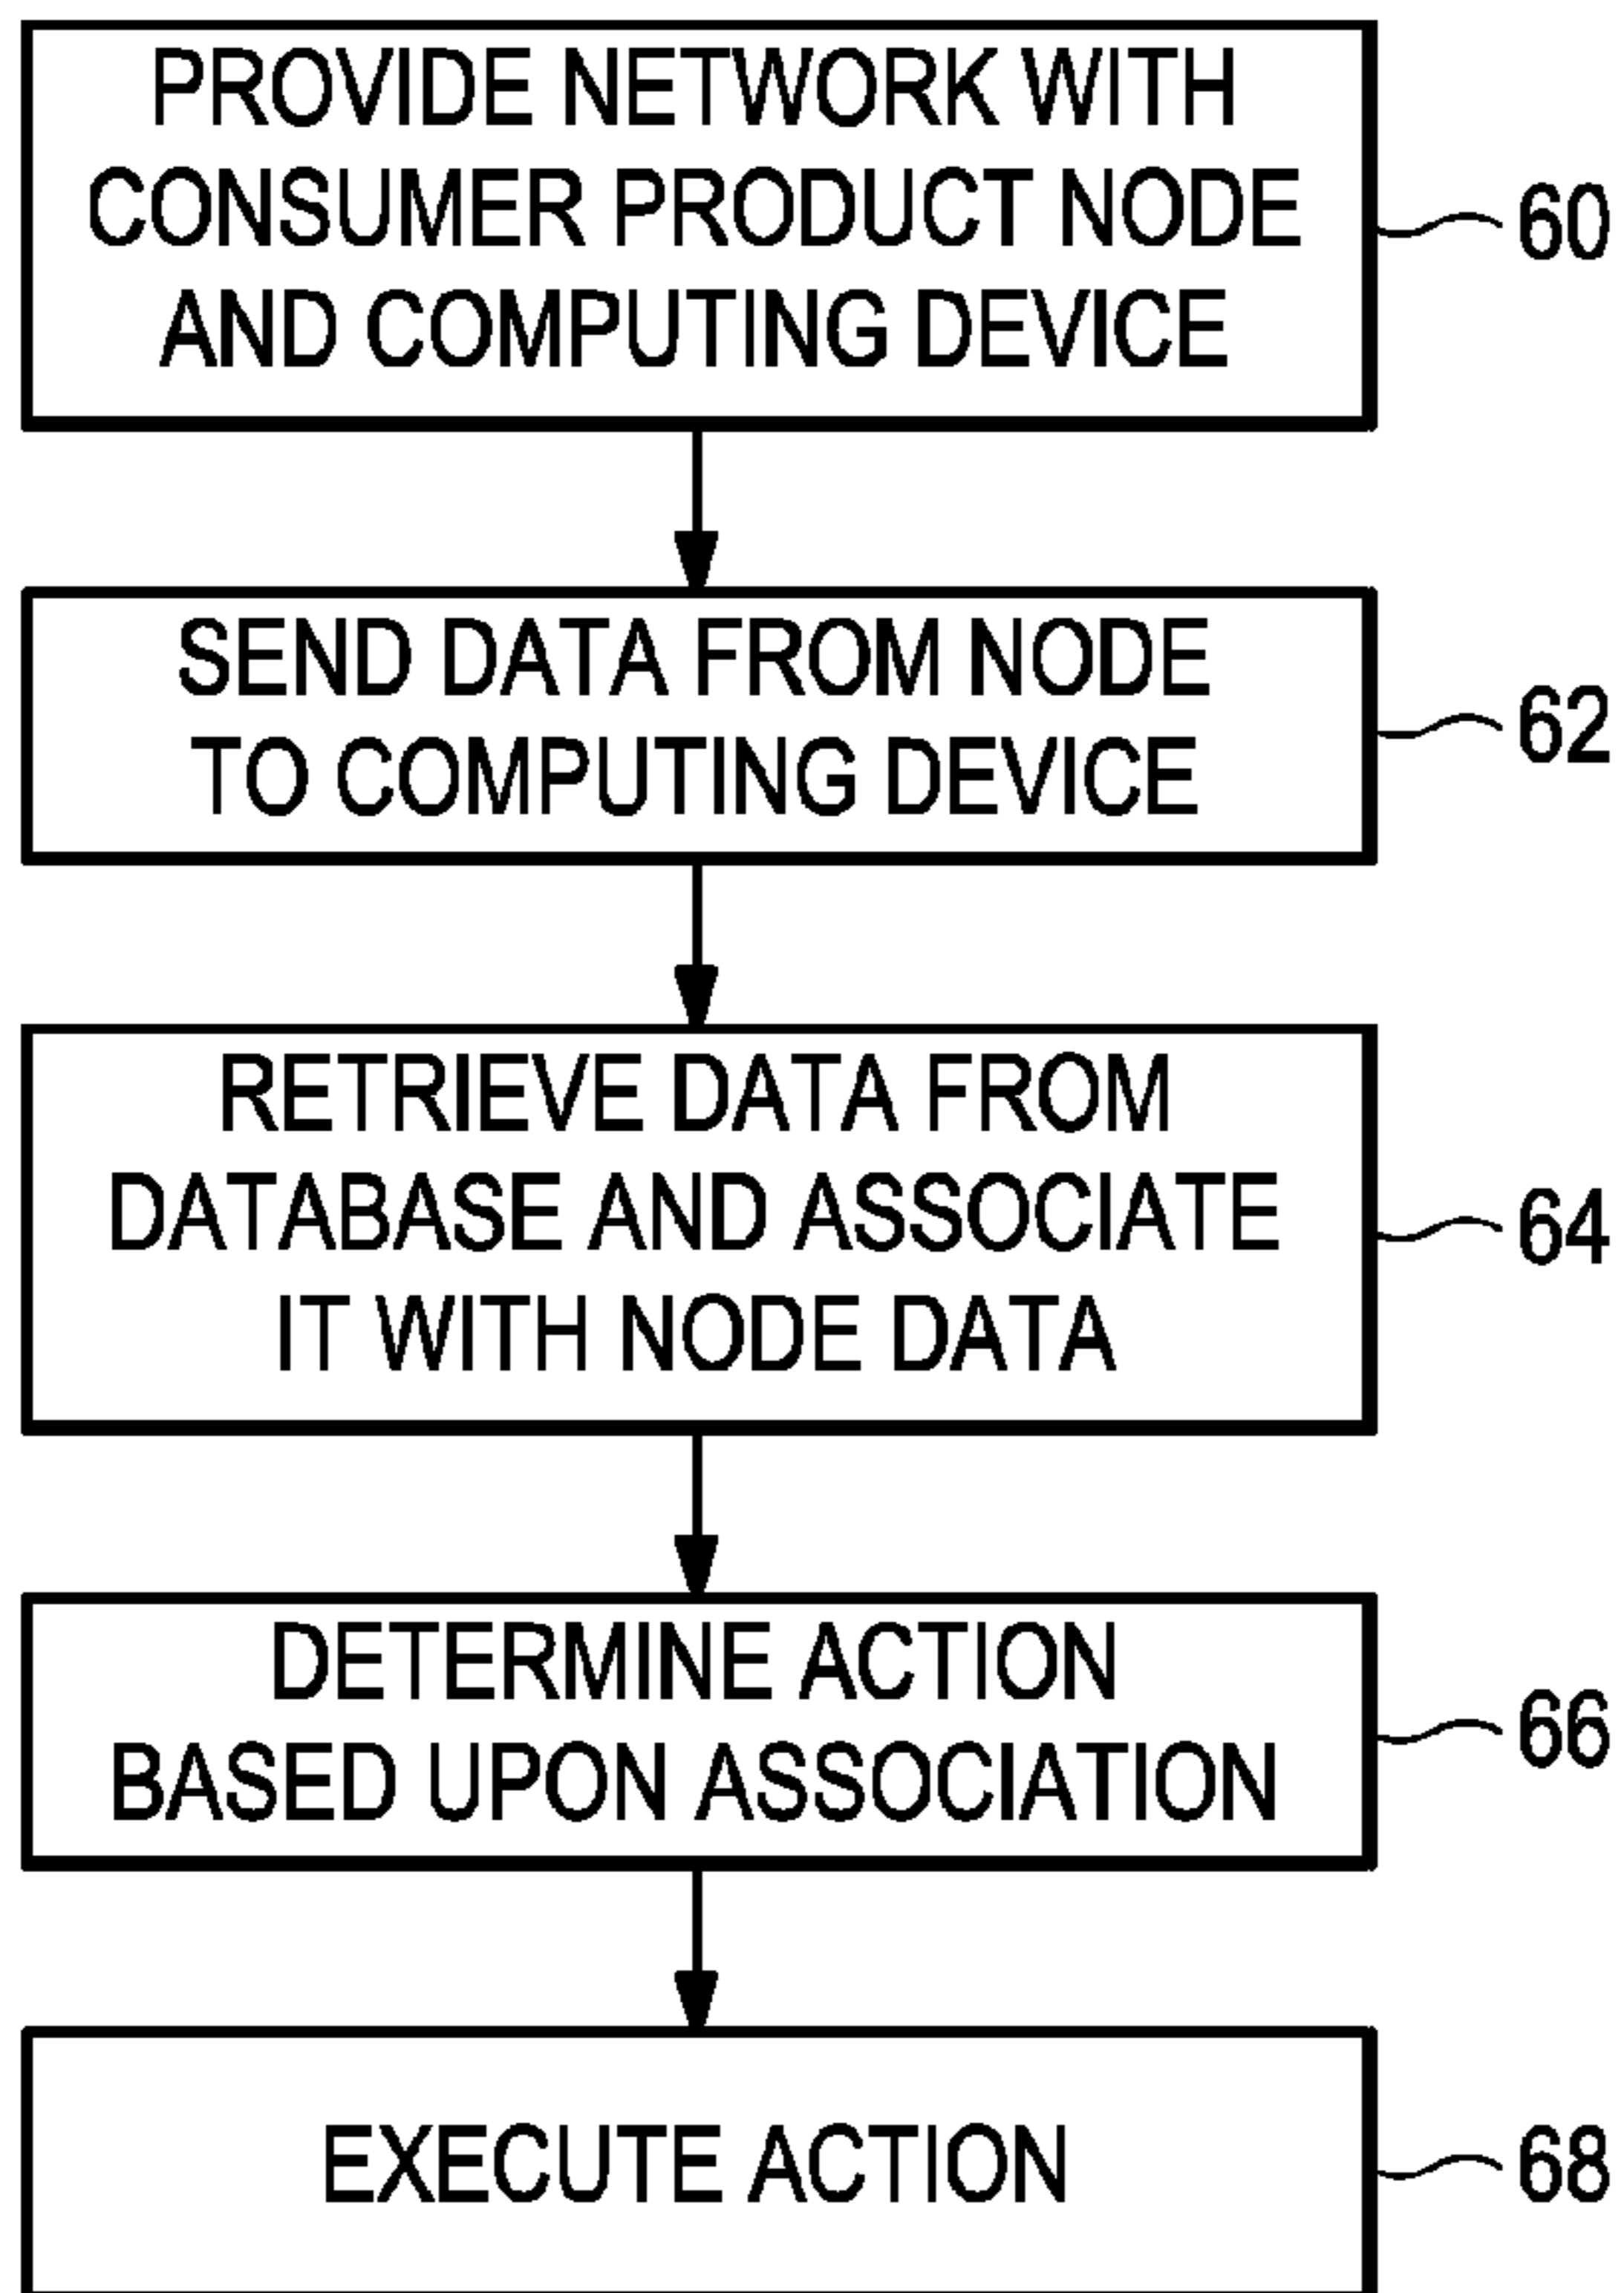 PROVIDE NETWORK WITH
CONSUMER PRODUCT NODE
AND COMPUTING DEVICE
60
SEND DATA FROM NODE
TO COMPUTING DEVICE
62
RETRIEVE DATA FROM
DATABASE AND ASSOCIATE
IT WITH NODE DATA
64
DETERMINE ACTION
BASED UPON ASSOCIATION
66
EXECUTE ACTION
68